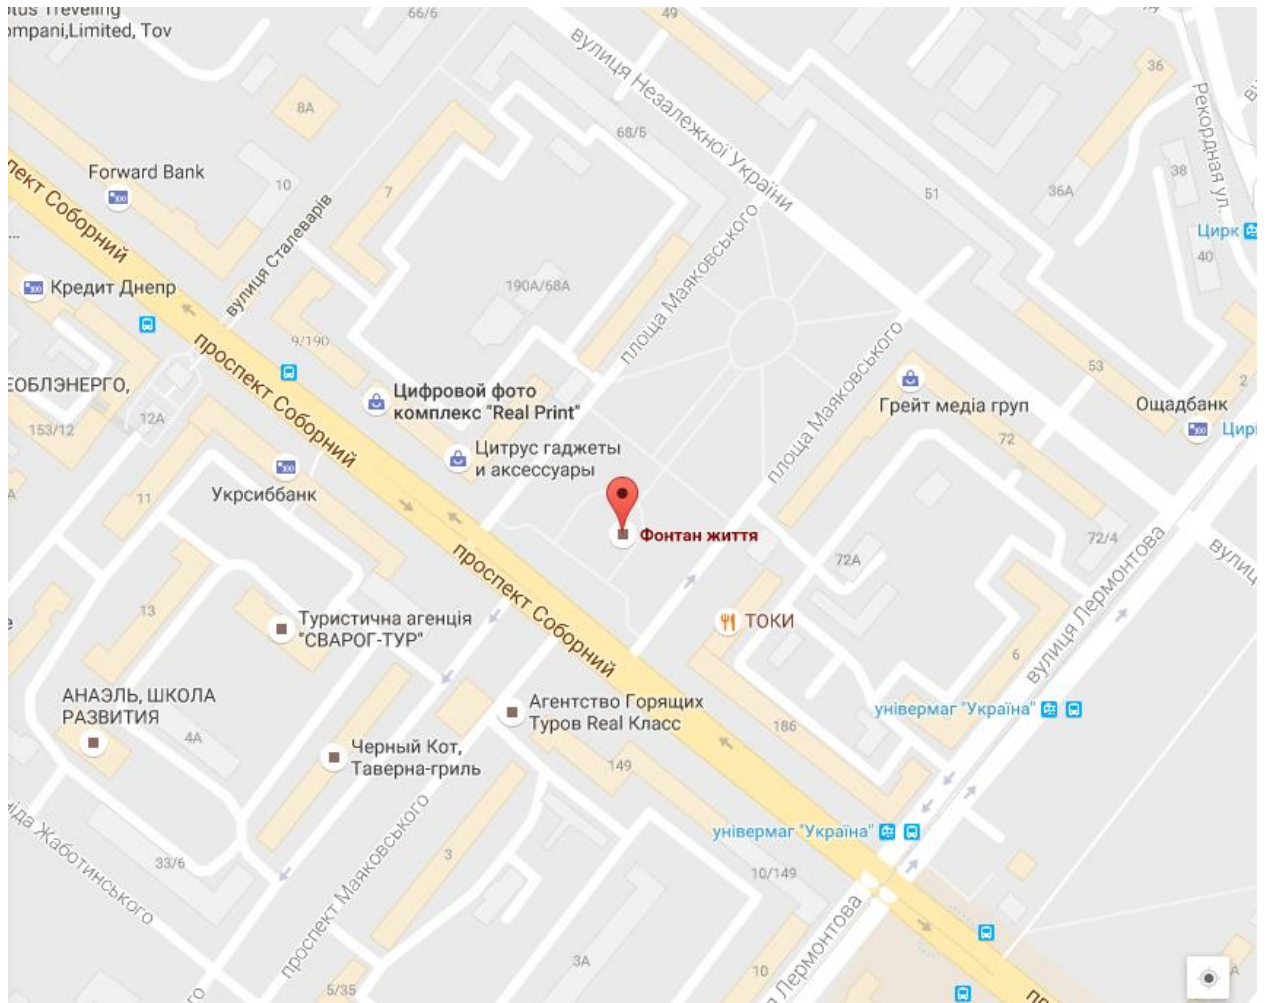 ompani,Limited, Tov
66/6
49
вулиця Незалежної України
36
8А
68/5
Рекордная ул.
Forward Bank
10
7
51
36А
38
проспект Соборний
вулиця Сталеварів
площа Маяковського
Цирк
40
Кредит Днепр
190А/68А
9/190
проспект Соборний
площа Маяковського
53
2
ЕОБЛЭНЕРГО,
Цифровой фото
комплекс "Real Print"
Грейт медіа груп
Ощадбанк
153/12
12А
72
Цирк
Цитрус гаджеты
и аксессуары
Укрсиббанк
11
Фонтан життя
72А
72/4
вулиця Лермонтова
проспект Соборний
13
Туристична агенція
"СВАРОГ-ТУР"
ТОКИ
6
АНАЭЛЬ, ШКОЛА
РАЗВИТИЯ
4А
Агентство Горящих
Туров Real Класс
універмаг "Україна"
186
Черный Кот,
Таверна-гриль
149
універмаг "Україна"
Жаботинського
33/6
проспект Маяковського
3
10/149
Лермонтова
3А
10
5/35